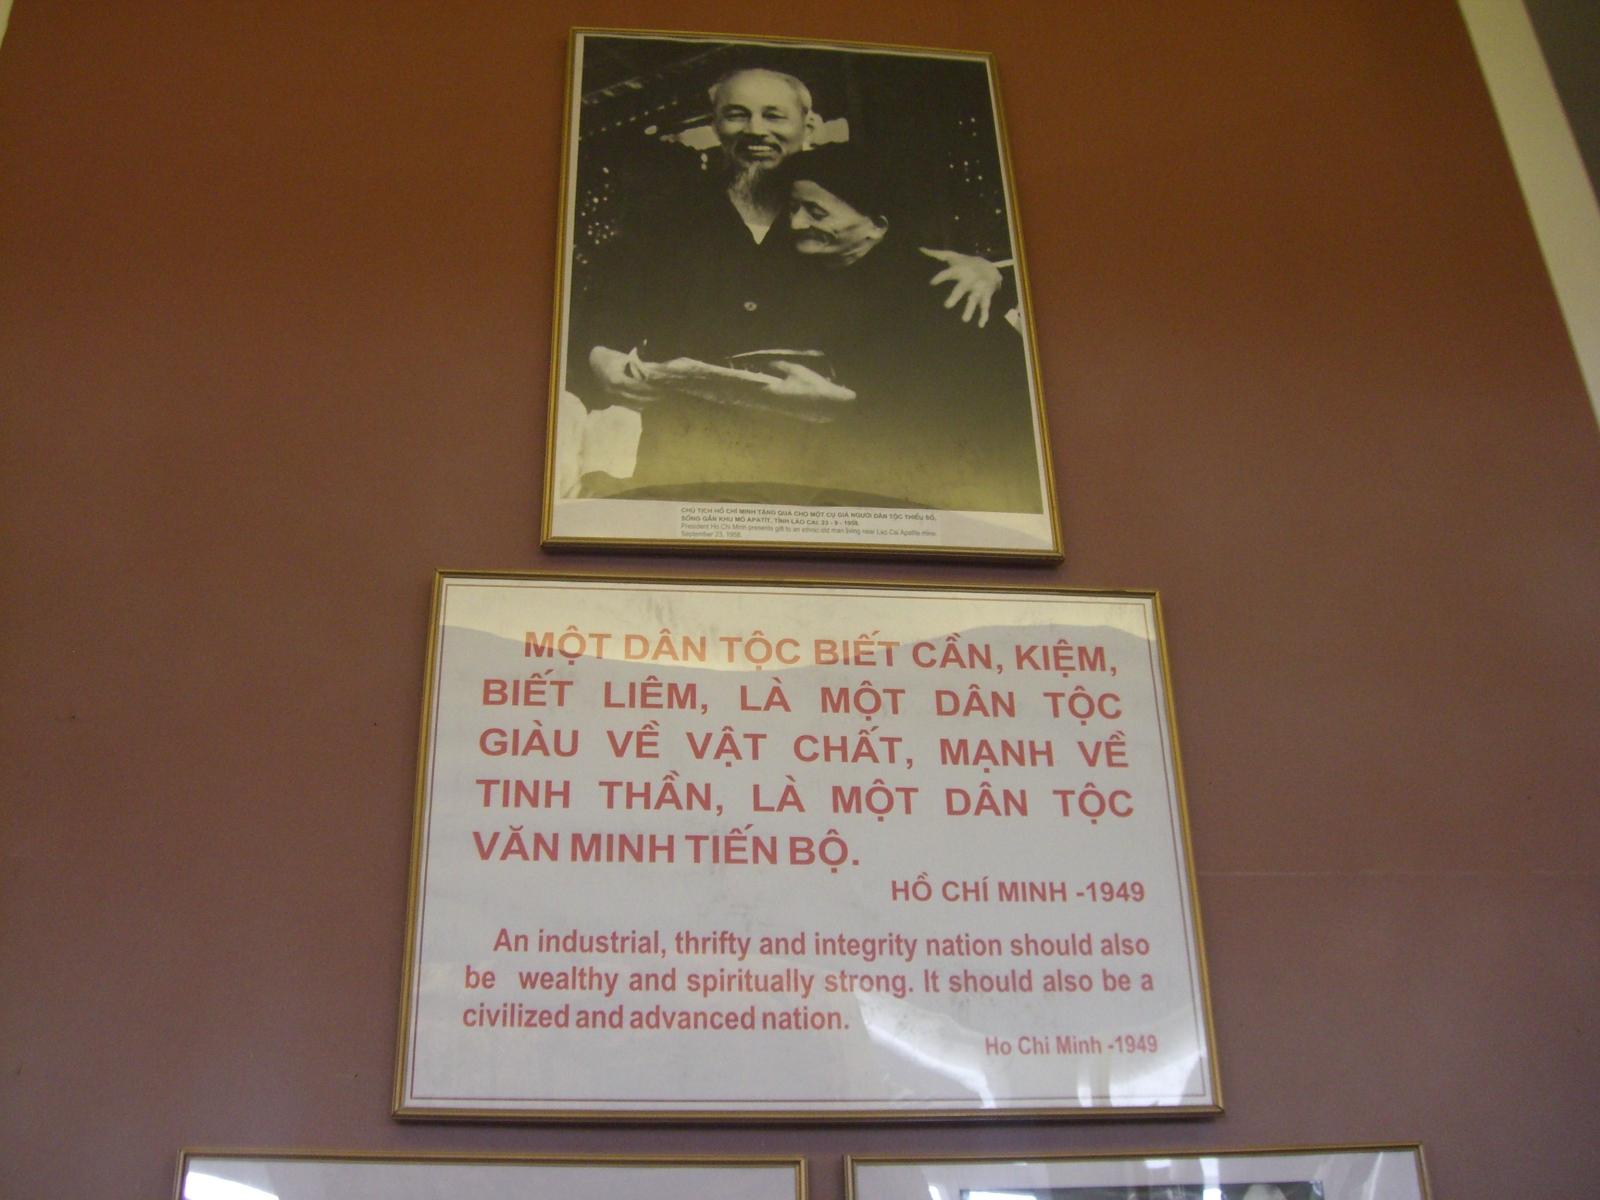 CHỦ TỊCH HỒ CHÍ MINH TẶNG QUÀ CHO MỘT CỤ GIÀ NGƯỜI DÂN TỘC THIỂU SỐ,
SỐNG GẦN KHU MỎ APATÍT, TỈNH LÀO CAI. 23 - 9 - 1958.
President Ho Chi Minh presents gift to an ethnic old man living near Lao Cai Apatite mine.
September 23, 1958.
MỘT DÂN TỘC BIẾT CẦN, KIỆM,
BIẾT LIÊM, LÀ MỘT DÂN TỘC
GIÀU VỀ VẬT CHẤT, MẠNH VỀ
TINH THẦN, LÀ MỘT DÂN TỘC
VĂN MINH TIẾN BỘ.
HỒ CHÍ MINH -1949
An industrial, thrifty and integrity nation should also
be wealthy and spiritually strong. It should also be a
civilized and advanced nation.
Ho Chi Minh -1949